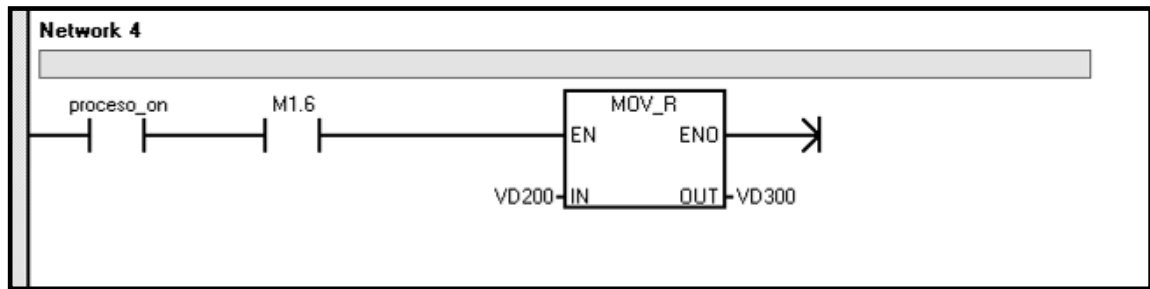 Network 4
proceso_on M1.6 MOV_R
EN ENO
VD200 IN OUT VD300